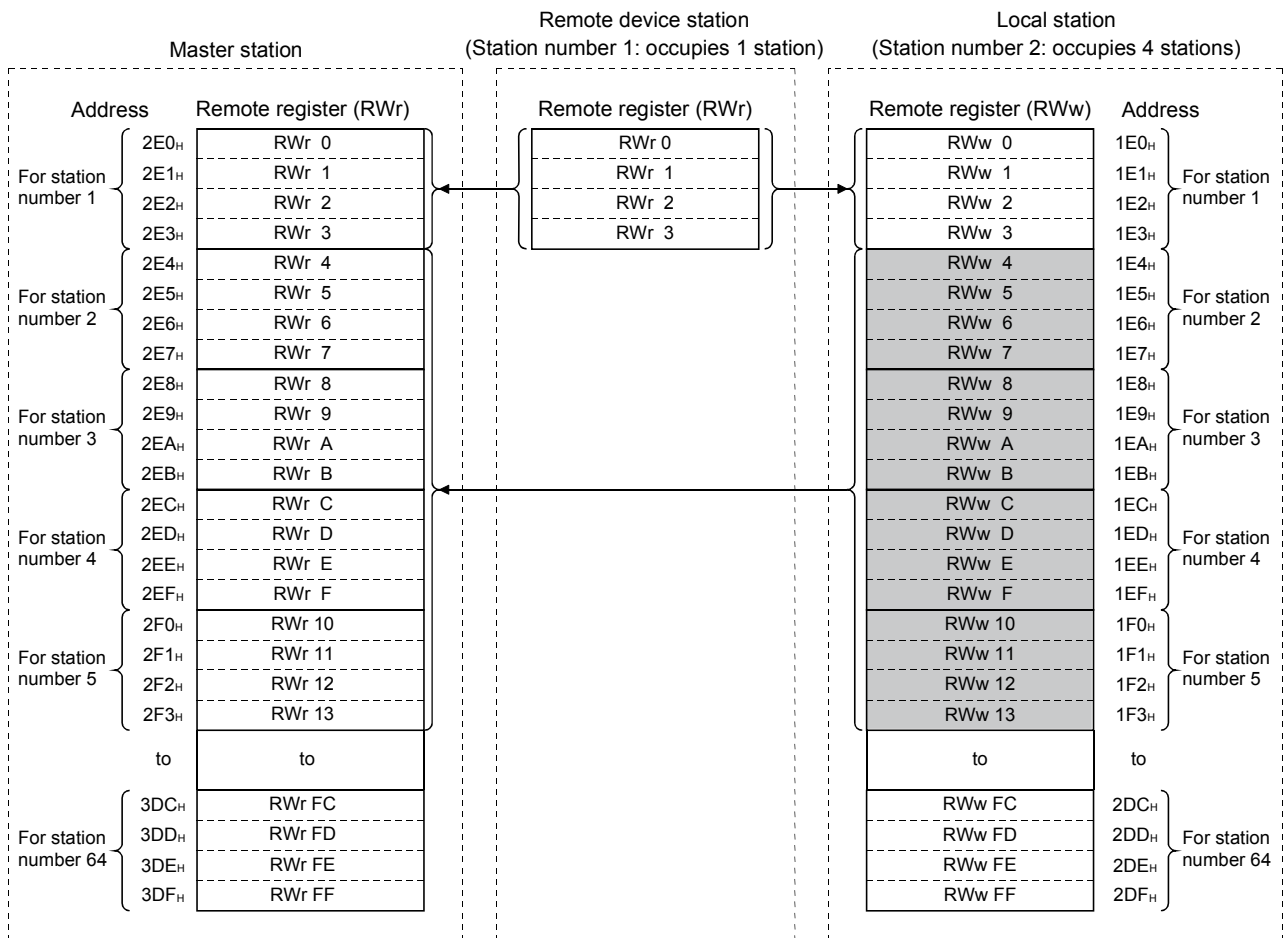 Remote device station Local station
Master station (Station number 1: occupies 1 station) (Station number 2: occupies 4 stations)
Address Remote register (RWr) Remote register (RWr) Remote register (RWw) Address
2E0H RWr 0 RWr 0 RWw 0 1E0H
For station number 1 2E1H RWr 1 RWr 1 RWw 1 1E1H For station number 1
2E2H RWr 2 RWr 2 RWw 2 1E2H
2E3H RWr 3 RWr 3 RWw 3 1E3H
2E4H RWr 4 RWw 4 1E4H
For station number 2 2E5H RWr 5 RWw 5 1E5H For station number 2
2E6H RWr 6 RWw 6 1E6H
2E7H RWr 7 RWw 7 1E7H
2E8H RWr 8 RWw 8 1E8H
For station number 3 2E9H RWr 9 RWw 9 1E9H For station number 3
2EAH RWr A RWw A 1EAH
2EBH RWr B RWw B 1EBH
2ECH RWr C RWw C 1ECH
For station number 4 2EDH RWr D RWw D 1EDH For station number 4
2EEH RWr E RWw E 1EEH
2EFH RWr F RWw F 1EFH
2F0H RWr 10 RWw 10 1F0H
For station number 5 2F1H RWr 11 RWw 11 1F1H For station number 5
2F2H RWr 12 RWw 12 1F2H
2F3H RWr 13 RWw 13 1F3H
to to to to
3DCH RWr FC RWw FC 2DCH
For station number 64 3DDH RWr FD RWw FD 2DDH For station number 64
3DEH RWr FE RWw FE 2DEH
3DFH RWr FF RWw FF 2DFH